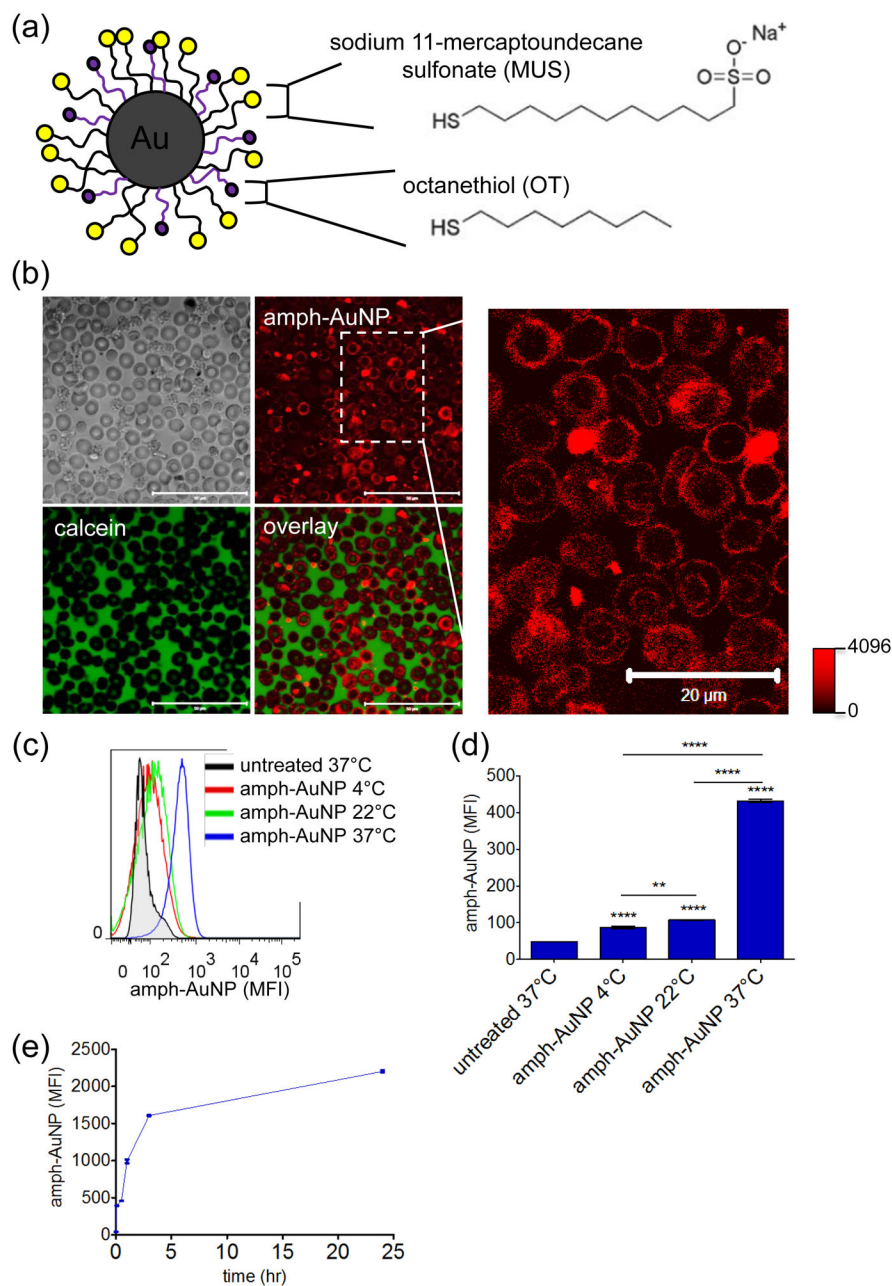 (a)
sodium 11-mercaptoundecane
sulfonate (MUS)
O⁻ Na⁺
O=S=O
HS
Au
octanethiol (OT)
HS
(b)
amph-AuNP
calcein
overlay
4096
0
20 µm
(c)
untreated 37°C
amph-AuNP 4°C
amph-AuNP 22°C
amph-AuNP 37°C
0
0 10² 10³ 10⁴ 10⁵
amph-AuNP (MFI)
(d)
****
****
****
**
****
****
500
400
300
200
100
0
amph-AuNP (MFI)
untreated 37°C
amph-AuNP 4°C
amph-AuNP 22°C
amph-AuNP 37°C
(e)
2500
2000
1500
1000
500
0
amph-AuNP (MFI)
0 5 10 15 20 25
time (hr)